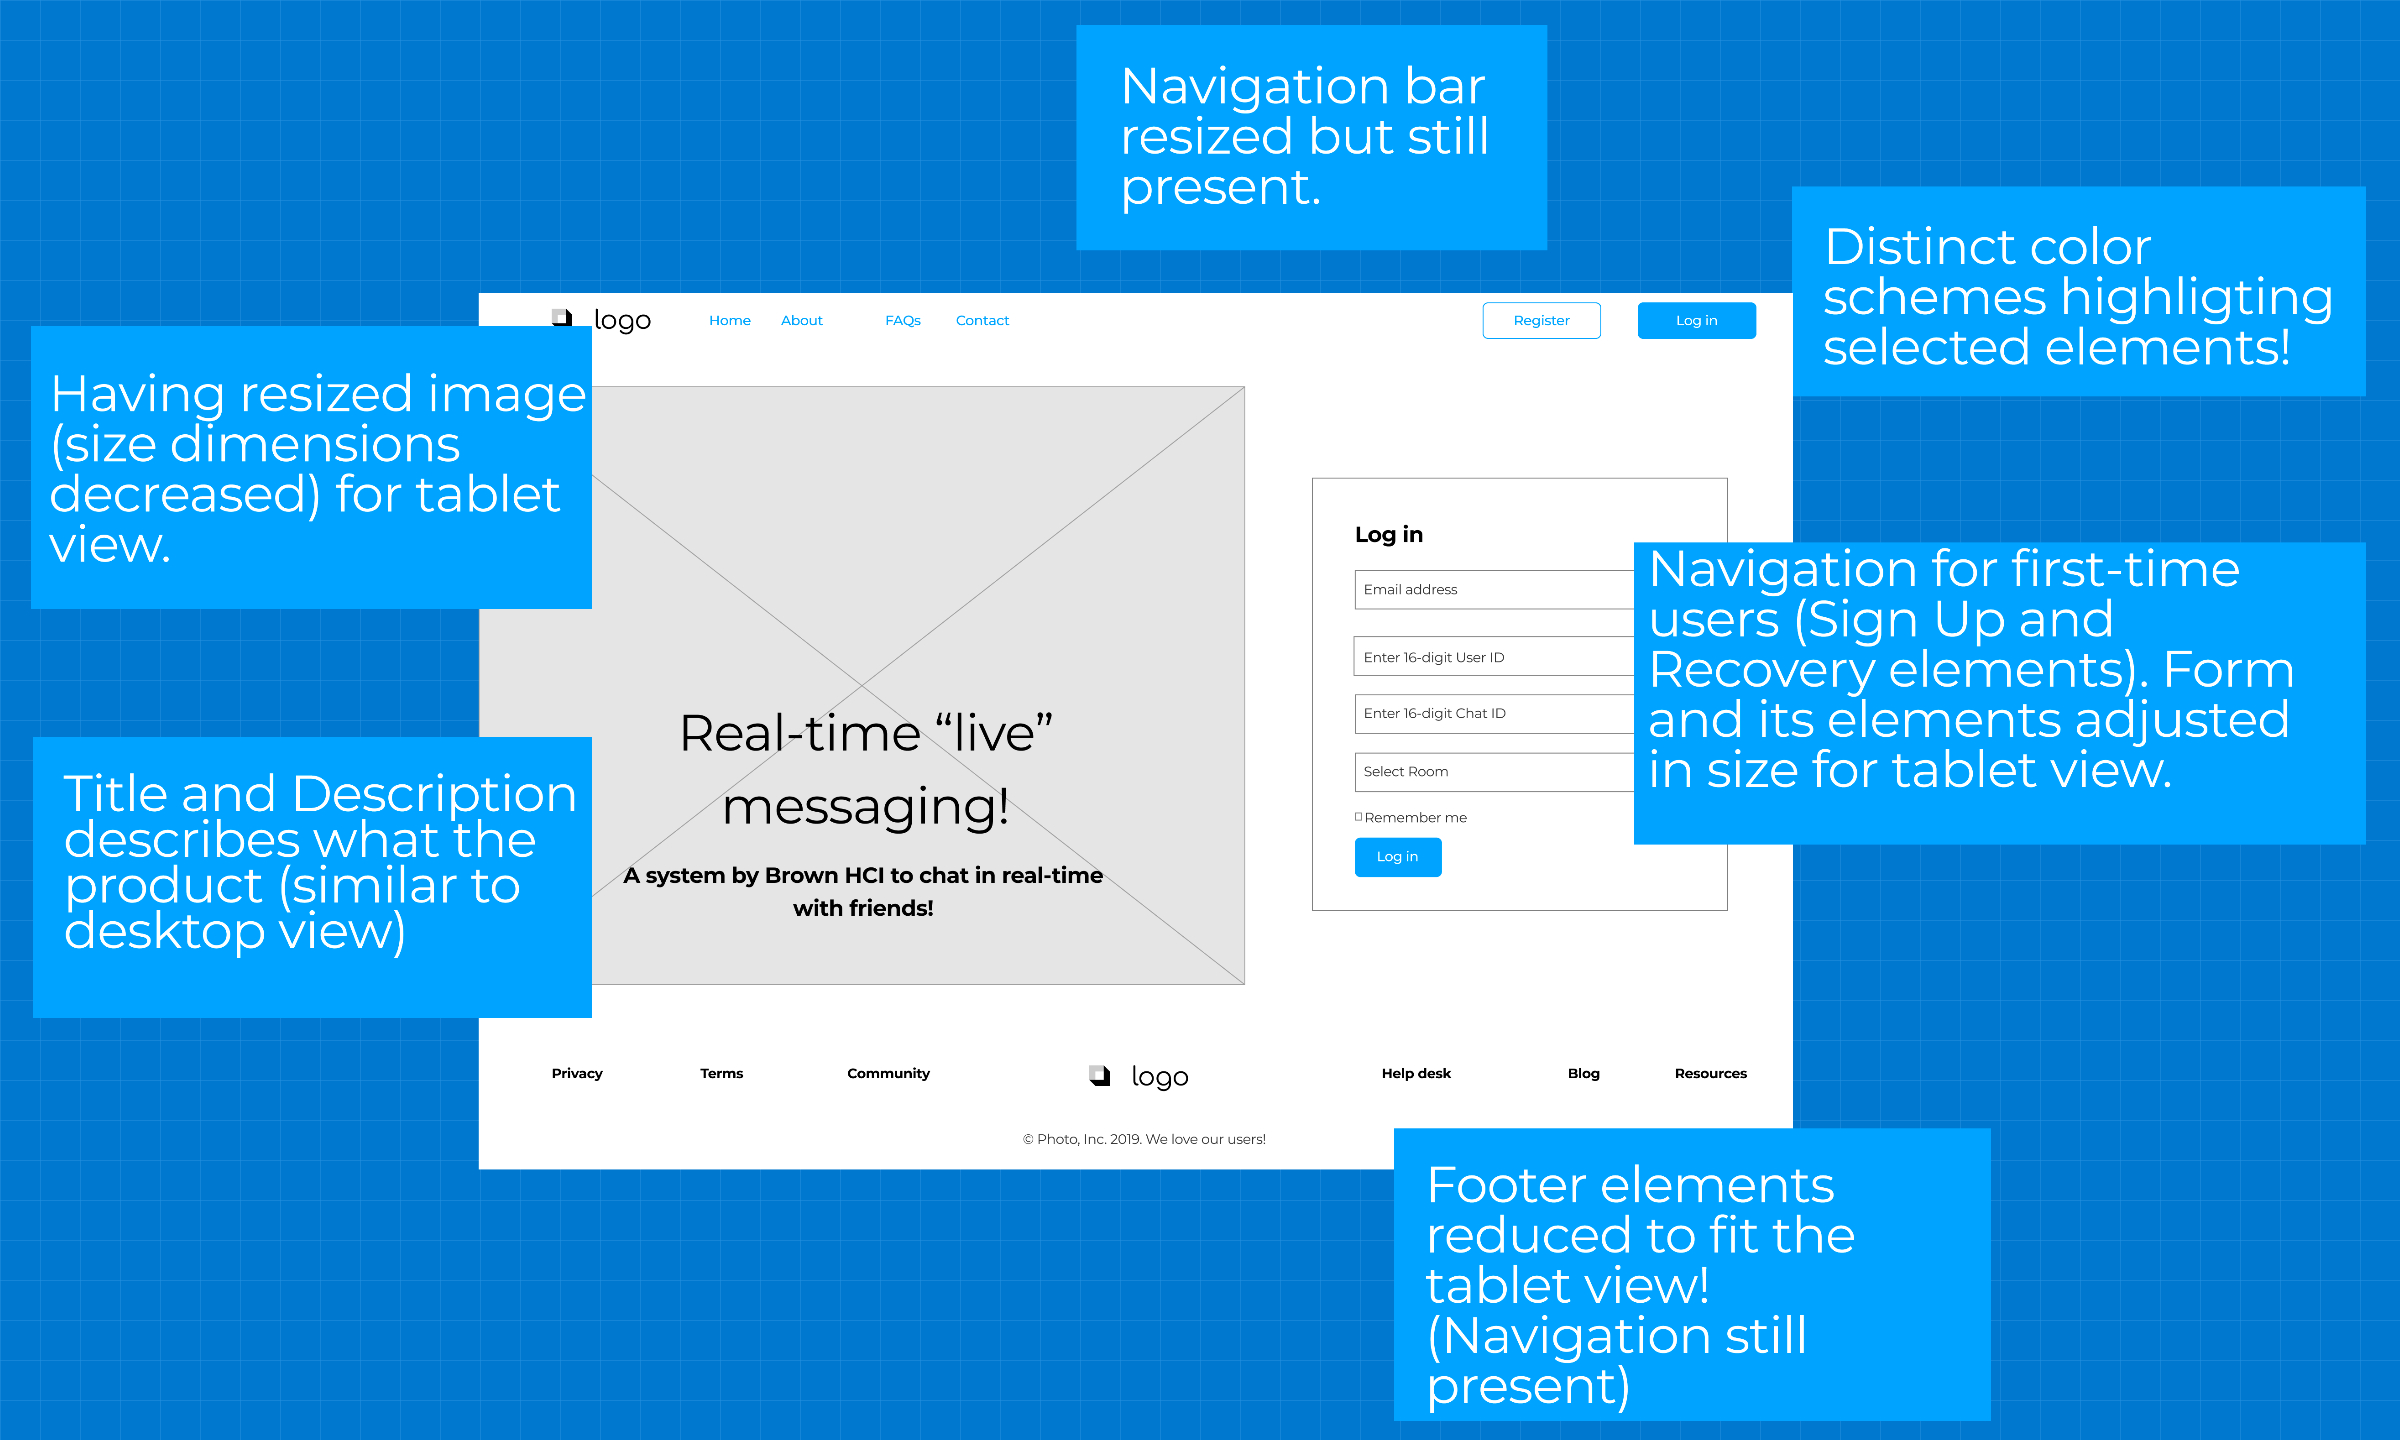 Navigation bar
resized but still
present.
Distinct color
schemes highligting
selected elements!
logo
Home
About
FAQs
Contact
Register
Log in
Having resized image
(size dimensions
decreased) for tablet
view.
Log in
Email address
Enter 16-digit User ID
Enter 16-digit Chat ID
Select Room
Remember me
Log in
Navigation for first-time
users (Sign Up and
Recovery elements). Form
and its elements adjusted
in size for tablet view.
Real-time “live”
messaging!
A system by Brown HCI to chat in real-time
with friends!
Title and Description
describes what the
product (similar to
desktop view)
Privacy
Terms
Community
logo
Help desk
Blog
Resources
© Photo, Inc. 2019. We love our users!
Footer elements
reduced to fit the
tablet view!
(Navigation still
present)